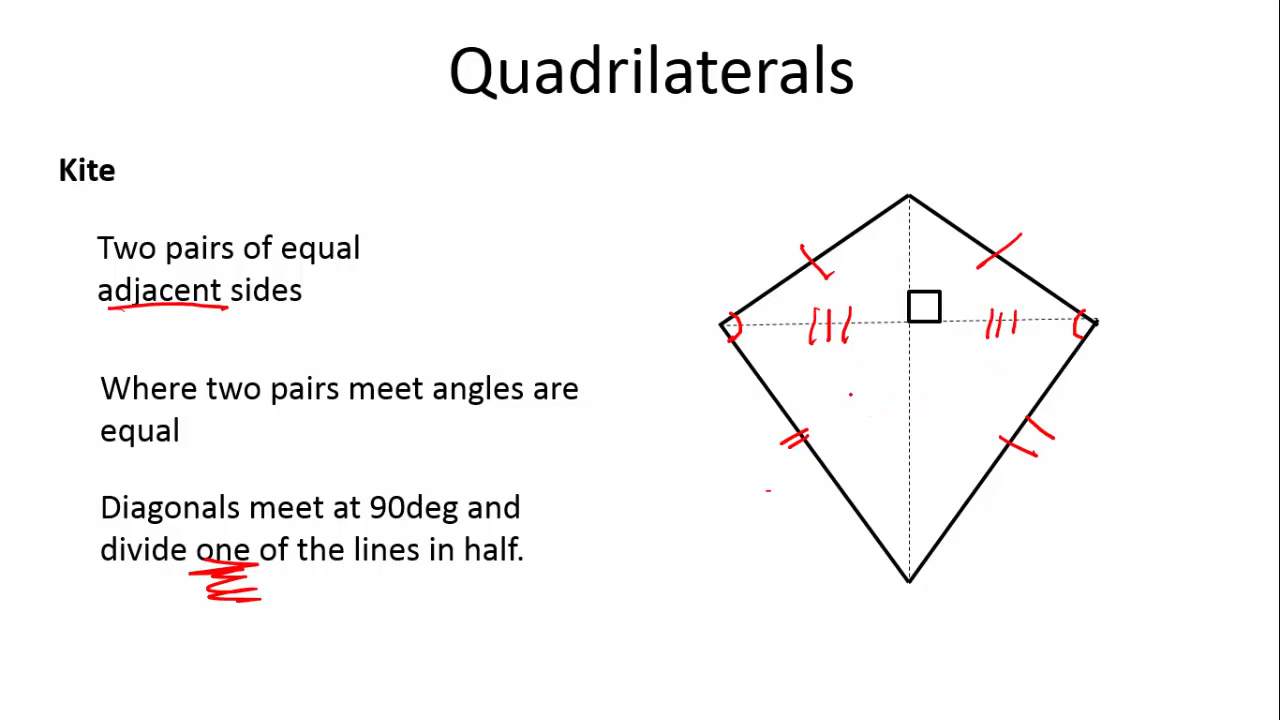 Quadrilaterals
Kite
Two pairs of equal
adjacent sides
Where two pairs meet angles are
equal
Diagonals meet at 90deg and
divide one of the lines in half.